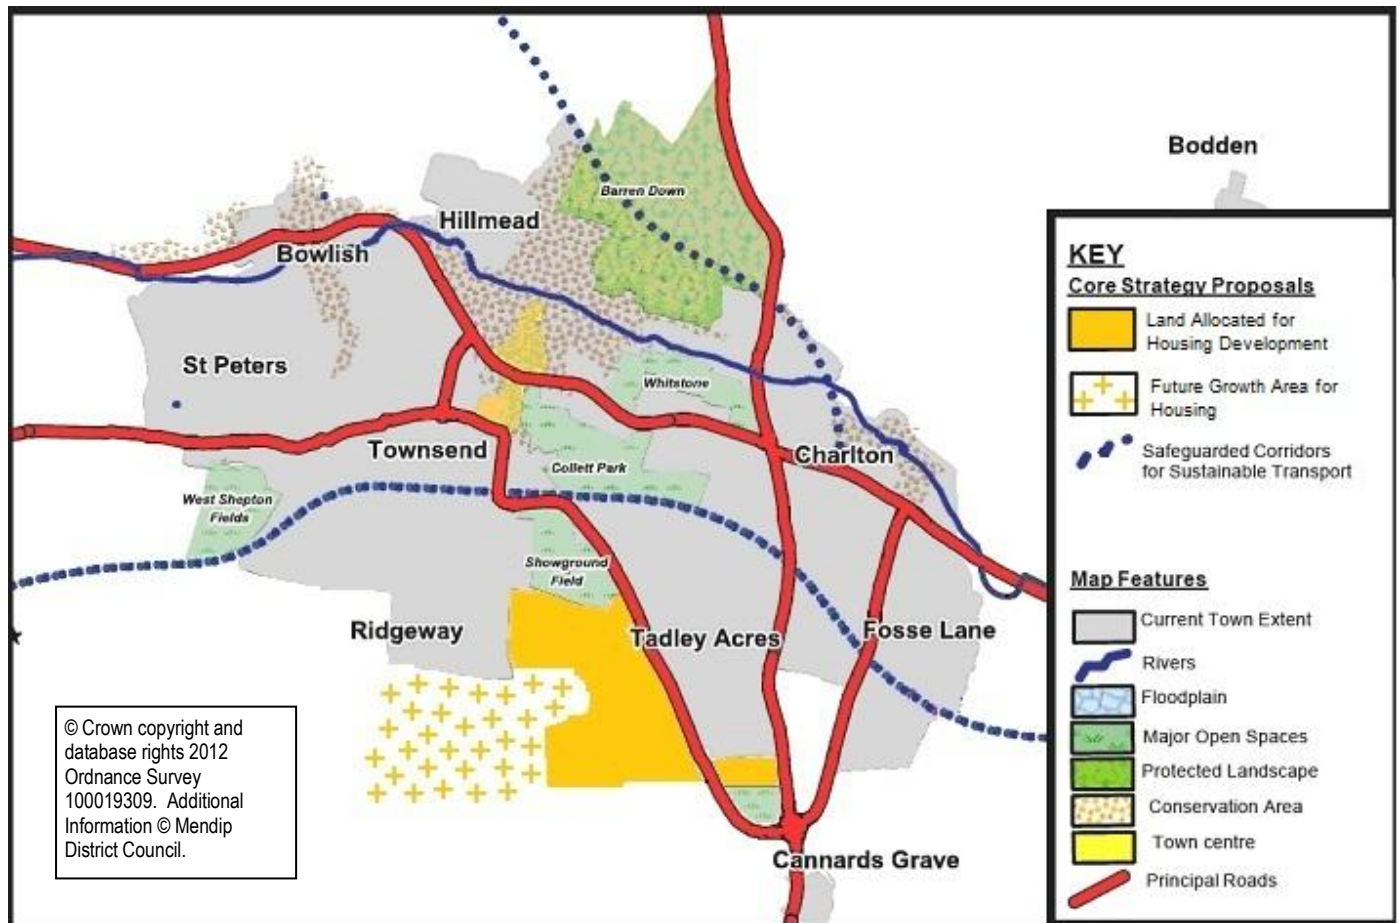 Bodden
Barren Down
Hillmead
Bowlish
St Peters
Whitstone
Townsend
Collett Park
Charlton
West Shepton
Fields
Showground
Field
Ridgeway
Tadley Acres
Fosse Lane
Cannards Grave
© Crown copyright and
database rights 2012
Ordnance Survey
100019309. Additional
Information © Mendip
District Council.
KEY
Core Strategy Proposals
Land Allocated for
Housing Development
Future Growth Area for
Housing
Safeguarded Corridors
for Sustainable Transport
Map Features
Current Town Extent
Rivers
Floodplain
Major Open Spaces
Protected Landscape
Conservation Area
Town centre
Principal Roads